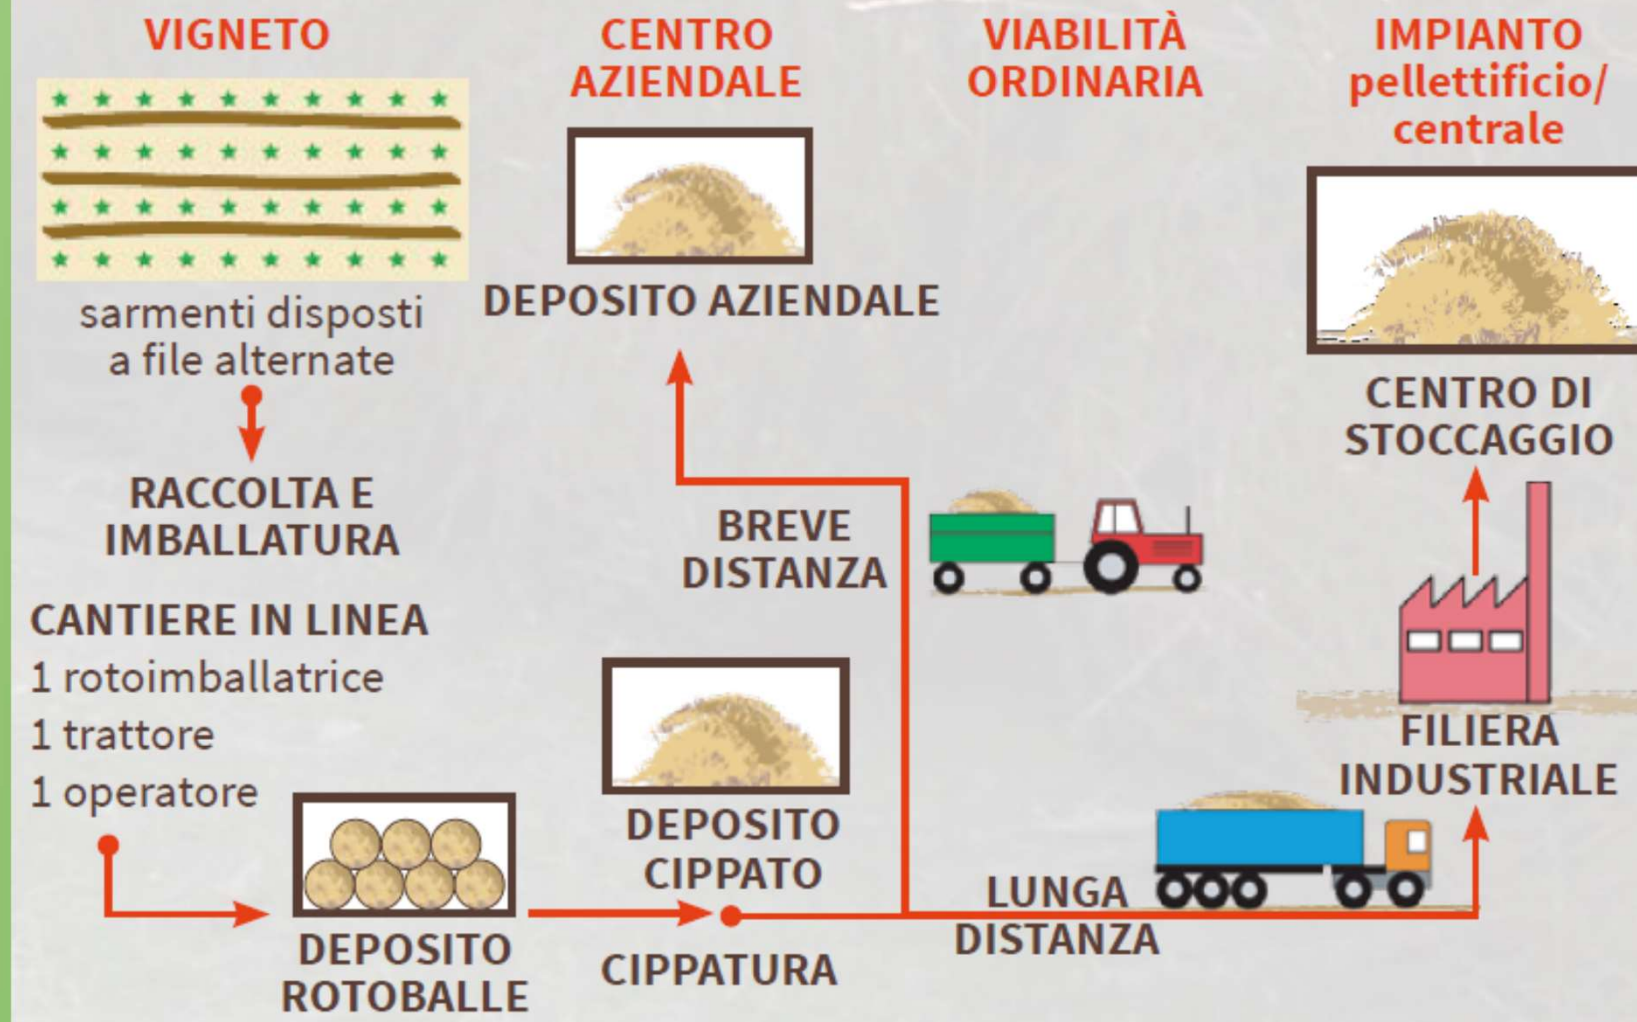 VIGNETO
sarmenti disposti
a file alternate
RACCOLTA E
IMBALLATURA
CANTIERE IN LINEA
1 rotoimballatrice
1 trattore
1 operatore
DEPOSITO
ROTOBALLE
CENTRO
AZIENDALE
DEPOSITO AZIENDALE
BREVE
DISTANZA
DEPOSITO
CIPPATO
CIPPATURA
VIABILITÀ
ORDINARIA
LUNGA
DISTANZA
IMPIANTO
pellettificio/
centrale
CENTRO DI
STOCCAGGIO
FILIERA
INDUSTRIALE